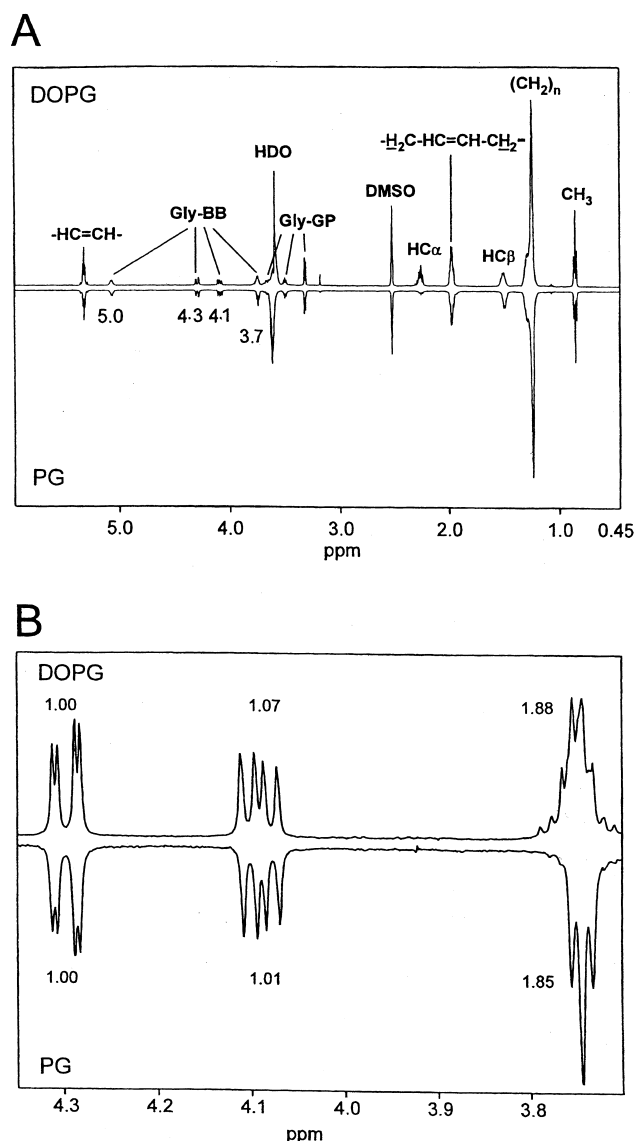 A
DOPG
(CH2)n
-H2C-HC=CH-CH2-
HDO
DMSO
CH3
Gly-BB
Gly-GP
-HC=CH-
HCα
HCβ
5.0
4.3
4.1
3.7
PG
5.0 4.0 3.0 2.0 1.0 0.45
ppm
B
DOPG
1.00
1.07
1.88
1.00
1.01
1.85
PG
4.3 4.2 4.1 4.0 3.9 3.8
ppm